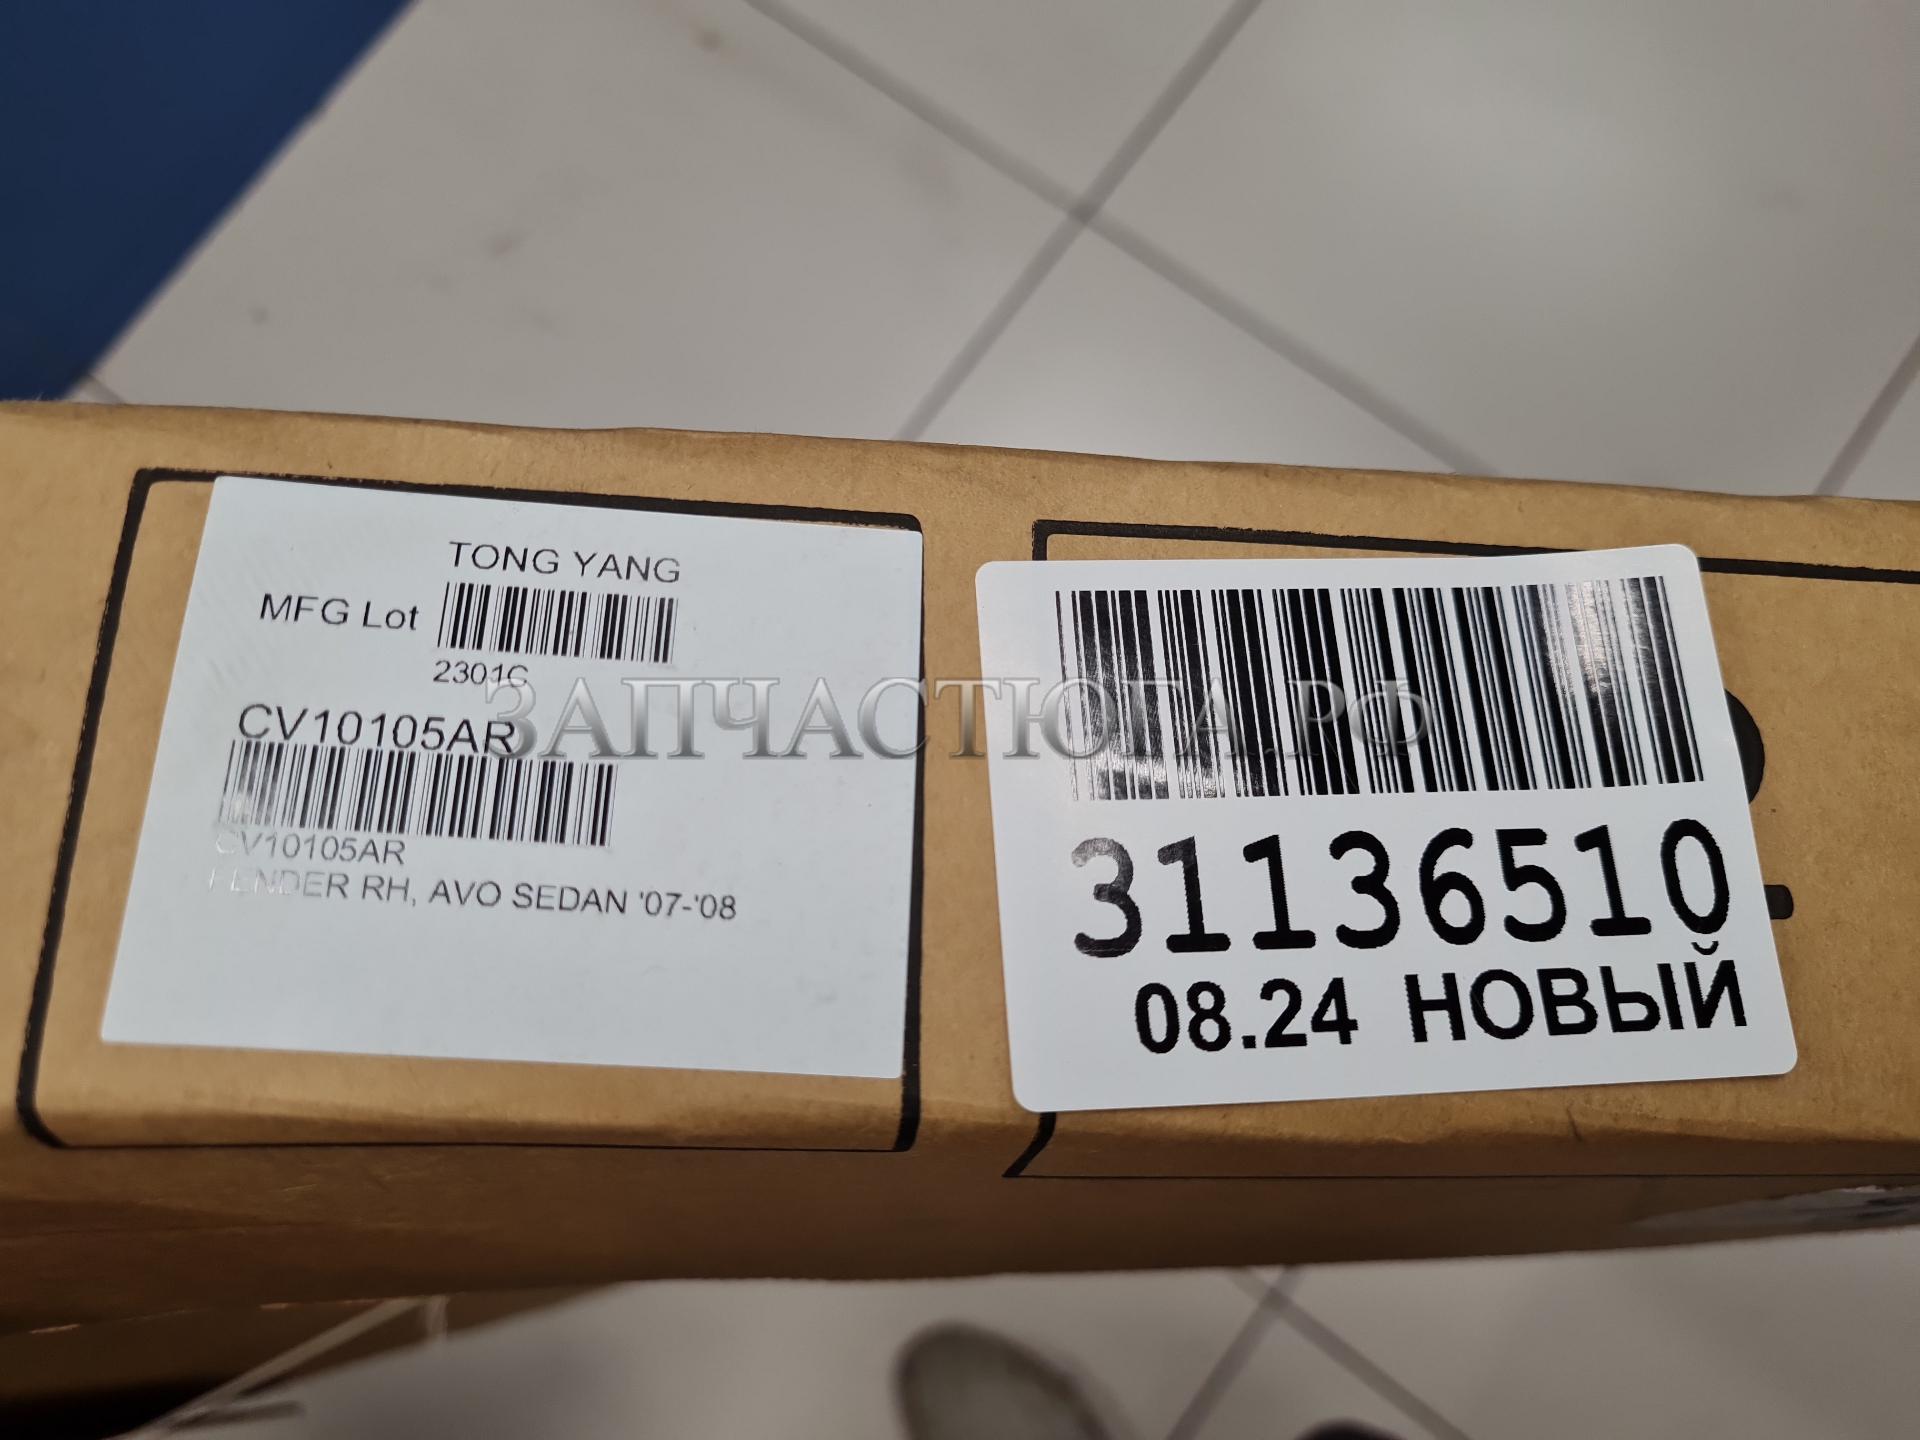 TONG YANG
MFG Lot
2301C
CV10105AR
CV10105AR
FENDER RH, AVO SEDAN '07-'08
ЗАПЧАСТЮГА.РФ
31136510
08.24 НОВЫЙ